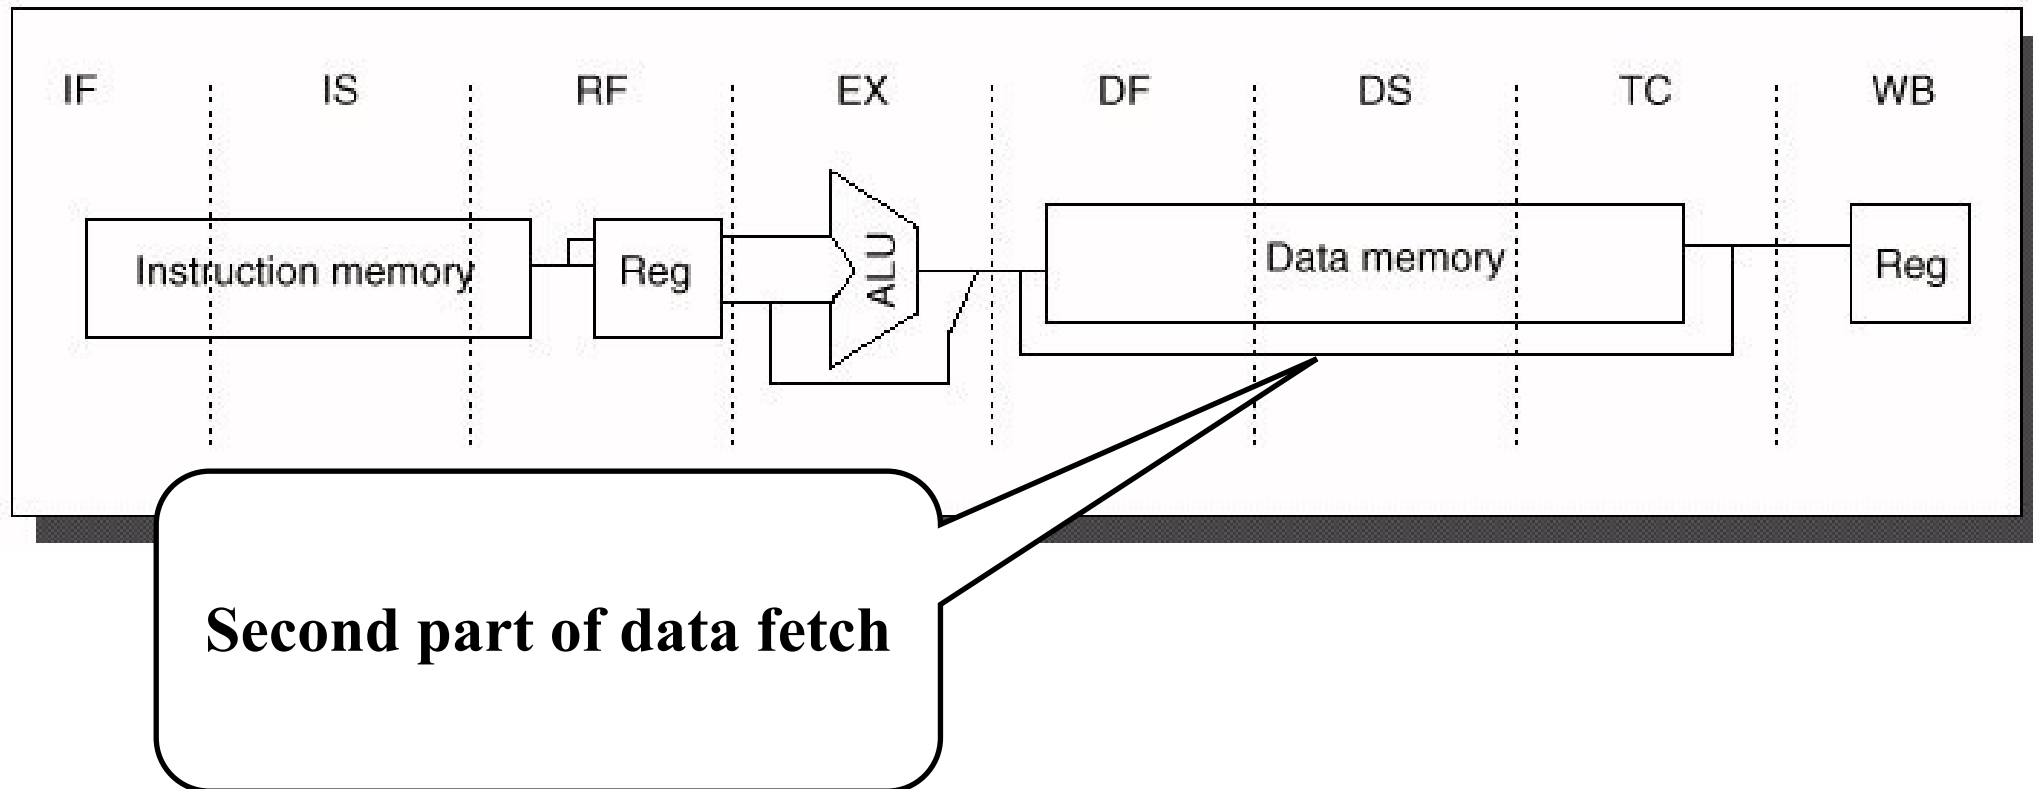 IF IS RF EX DF DS TC WB
Instruction memory Reg ALU Data memory Reg
Second part of data fetch